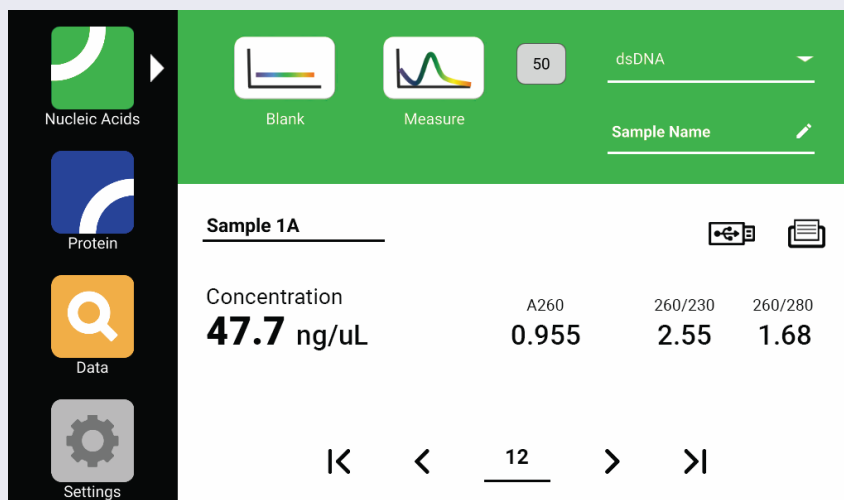 Nucleic Acids
Protein
Data
Settings
Blank
Measure
50
dsDNA
Sample Name
Sample 1A
Concentration
47.7 ng/uL
A260
0.955
260/230
2.55
260/280
1.68
12